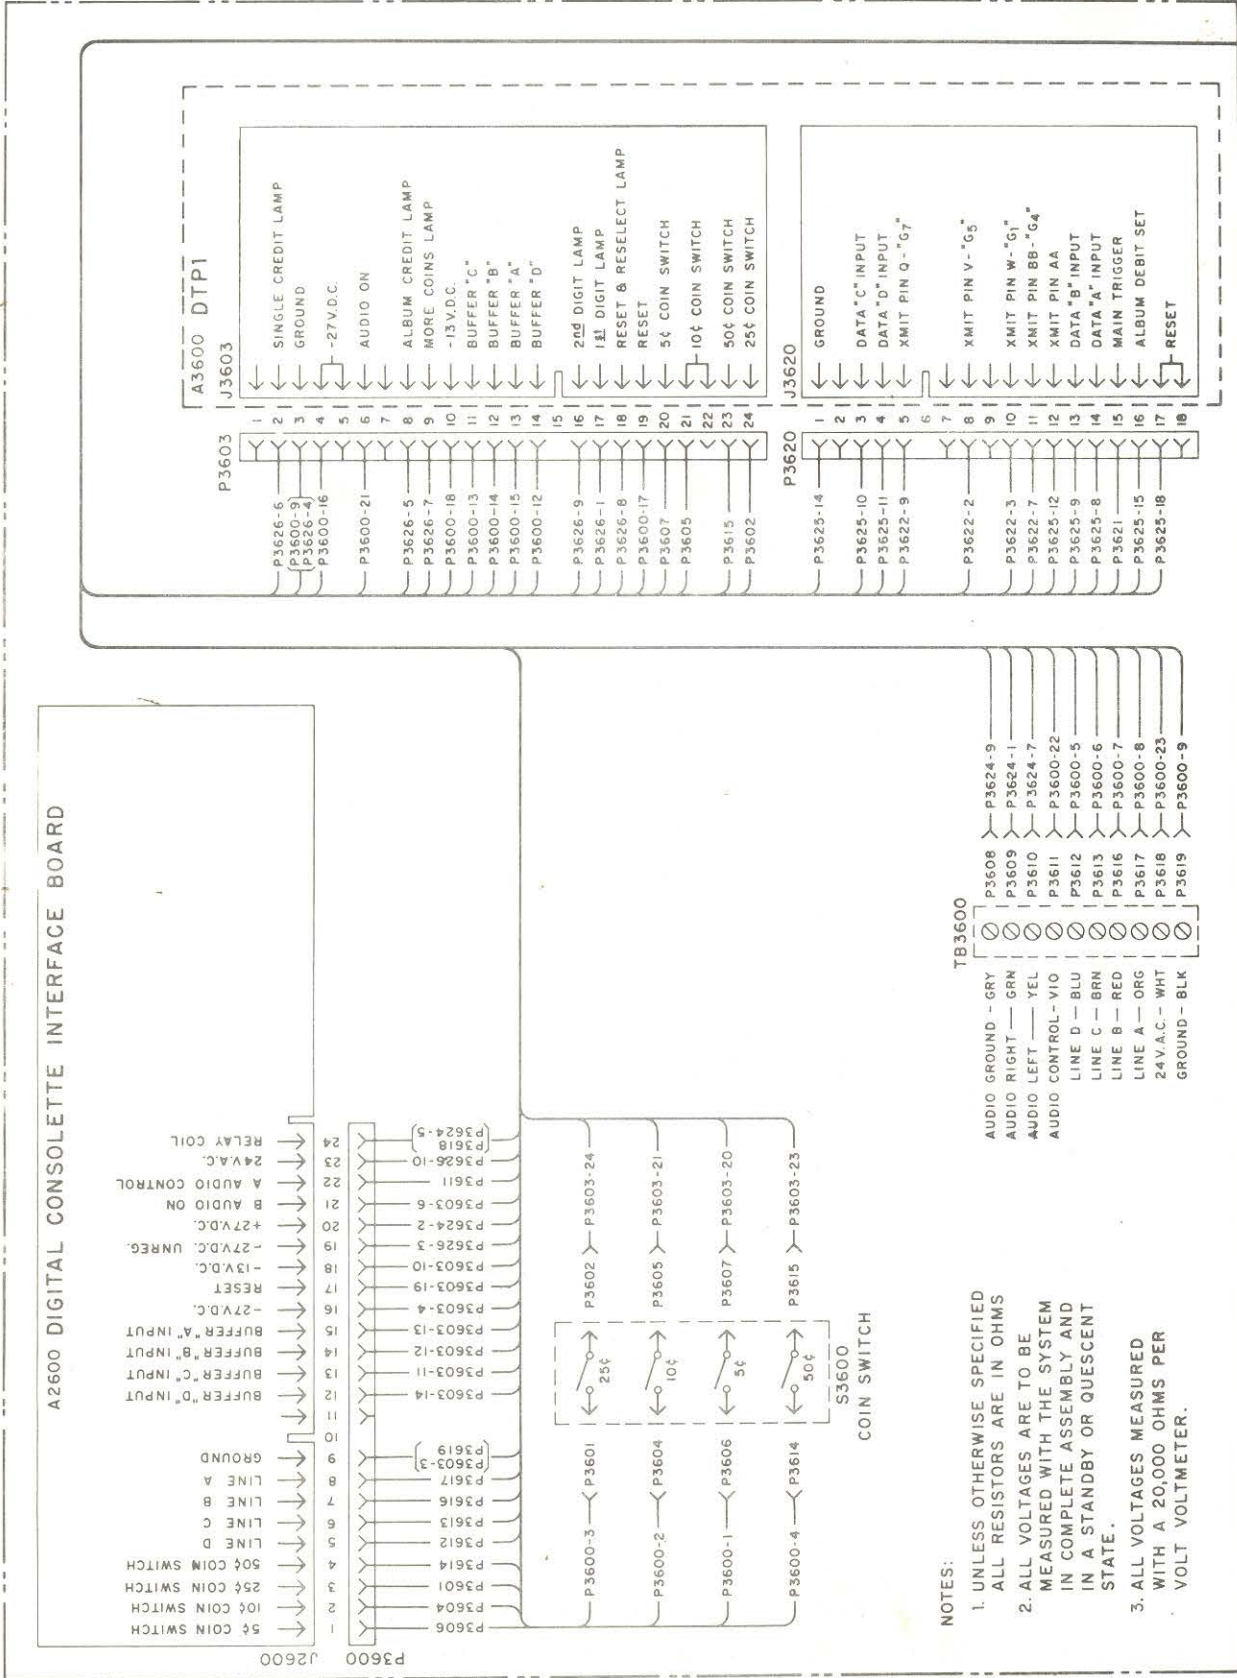 A2600 DIGITAL CONSOLETTE INTERFACE BOARD
J2600
P3600
5¢ COIN SWITCH 1 P3606
10¢ COIN SWITCH 2 P3604
25¢ COIN SWITCH 3 P3601
50¢ COIN SWITCH 4 P3614
LINE D 5 P3612
LINE C 6 P3613
LINE B 7 P3616
LINE A 8 P3617
GROUND 9 P3603-3 P3619
10
11
BUFFER "D" INPUT 12 P3603-14
BUFFER "C" INPUT 13 P3603-11
BUFFER "B" INPUT 14 P3603-12
BUFFER "A" INPUT 15 P3603-13
-27V.D.C. 16 P3603-4
RESET 17 P3603-19
-13V.D.C. 18 P3603-10
-27V.D.C. UNREG. 19 P3626-3
+27V.D.C. 20 P3624-2
B AUDIO ON 21 P3603-6
A AUDIO CONTROL 22 P3611
24V.A.C. 23 P3626-10
RELAY COIL 24 P3618 P3624-5
A3600 DTP1
J3603
P3603
1
P3626-6 2 SINGLE CREDIT LAMP
P3600-9 P3626-4 3 GROUND
P3600-16 4 -27V.D.C.
5
P3600-21 6 AUDIO ON
7
P3626-5 8 ALBUM CREDIT LAMP
P3626-7 9 MORE COINS LAMP
P3600-18 10 -13V.D.C.
P3600-13 11 BUFFER "C"
P3600-14 12 BUFFER "B"
P3600-15 13 BUFFER "A"
P3600-12 14 BUFFER "D"
15
P3626-9 16 2nd DIGIT LAMP
P3626-1 17 1st DIGIT LAMP
P3626-8 18 RESET & RESELECT LAMP
P3600-17 19 RESET
P3607 20 5¢ COIN SWITCH
P3605 21 10¢ COIN SWITCH
22
P3615 23 50¢ COIN SWITCH
P3602 24 25¢ COIN SWITCH
J3620
P3620
P3625-14 1 GROUND
2
P3625-10 3 DATA "C" INPUT
P3625-11 4 DATA "D" INPUT
P3622-9 5 XMIT PIN Q-"G7"
6
7
P3622-2 8 XMIT PIN V-"G5"
9
P3622-3 10 XMIT PIN W-"G1"
P3622-7 11 XMIT PIN BB-"G4"
P3625-12 12 XMIT PIN AA
P3625-9 13 DATA "B" INPUT
P3625-8 14 DATA "A" INPUT
P3621 15 MAIN TRIGGER
P3625-15 16 ALBUM DEBIT SET
P3625-18 17 RESET
18
P3600-3 P3601 25¢ P3602 P3603-24
P3600-2 P3604 10¢ P3605 P3603-21
P3600-1 P3606 5¢ P3607 P3603-20
P3600-4 P3614 50¢ P3615 P3603-23
S3600
COIN SWITCH
TB3600
AUDIO GROUND - GRY P3608 P3624-9
AUDIO RIGHT — GRN P3609 P3624-1
AUDIO LEFT — YEL P3610 P3624-7
AUDIO CONTROL - VIO P3611 P3600-22
LINE D — BLU P3612 P3600-5
LINE C — BRN P3613 P3600-6
LINE B — RED P3616 P3600-7
LINE A — ORG P3617 P3600-8
24V.A.C. - WHT P3618 P3600-23
GROUND - BLK P3619 P3600-9
NOTES:
1. UNLESS OTHERWISE SPECIFIED
ALL RESISTORS ARE IN OHMS
2. ALL VOLTAGES ARE TO BE
MEASURED WITH THE SYSTEM
IN COMPLETE ASSEMBLY AND
IN A STANDBY OR QUESCENT
STATE.
3. ALL VOLTAGES MEASURED
WITH A 20,000 OHMS PER
VOLT VOLTMETER.